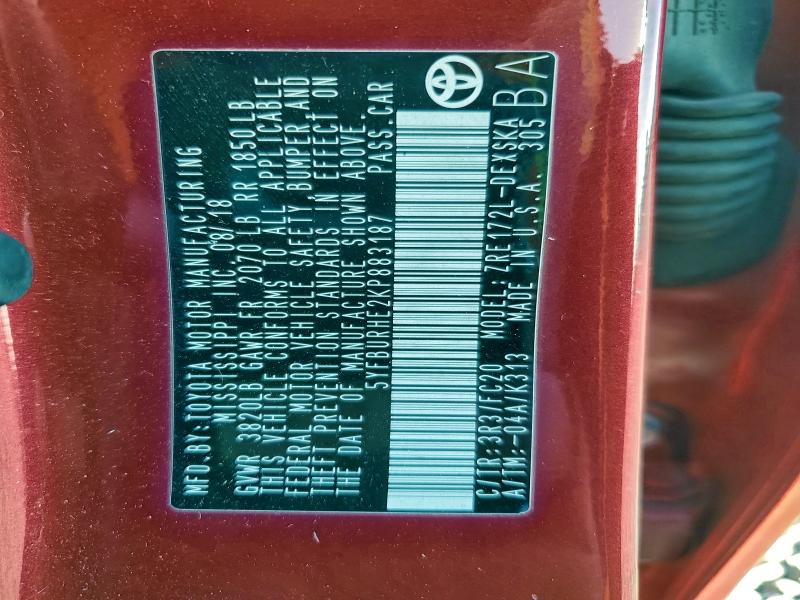 MFD.BY:TOYOTA MOTOR MANUFACTURING
MISSISSIPPI INC. 08/18
GVWR 3820LB GAWR FR 2070 LB RR 1850 LB
THIS VEHICLE CONFORMS TO ALL APPLICABLE
FEDERAL MOTOR VEHICLE SAFETY, BUMPER, AND
THEFT PREVENTION STANDARDS IN EFFECT ON
THE DATE OF MANUFACTURE SHOWN ABOVE.
5YFBURHE2KP883187 PASS.CAR
C/TR:3R3/FC20 MODEL:ZRE172L-DEXSKA
A/TM:-04A/K313 MADE IN U.S.A. 305
B
BA